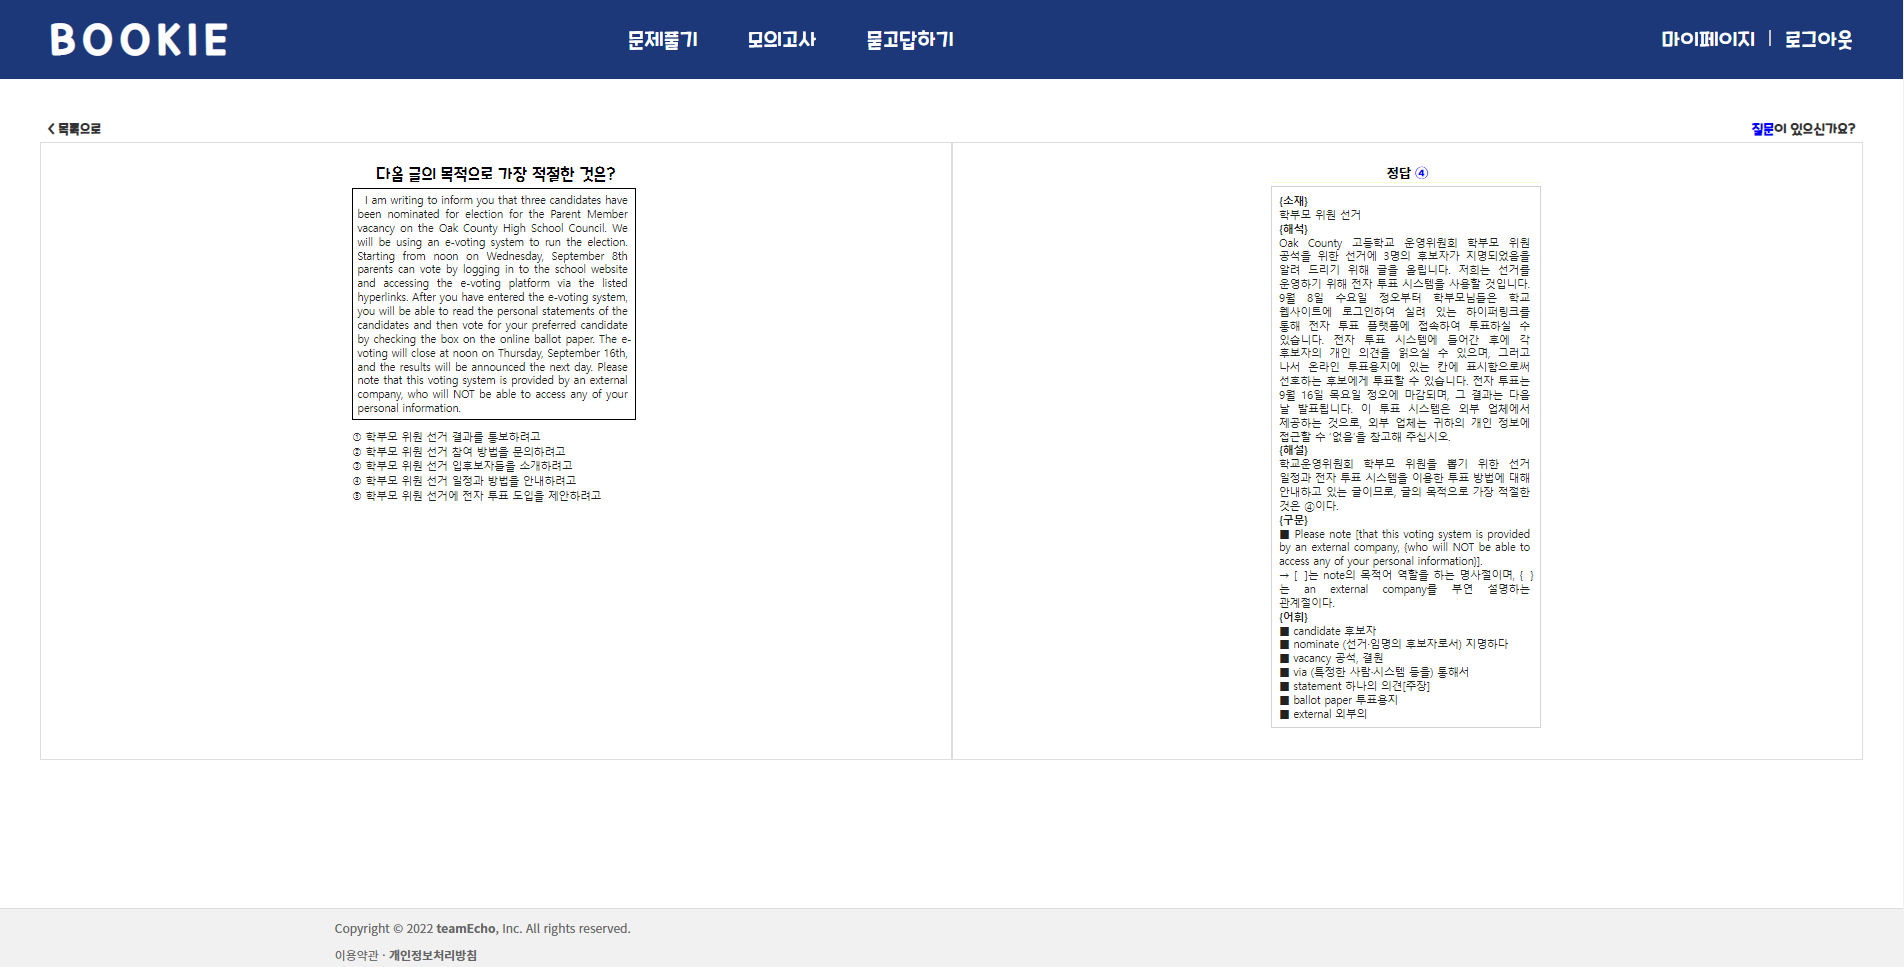 BOOKIE
문제풀기 모의고사 묻고답하기
마이페이지 | 로그아웃
< 목록으로
질문이 있으신가요?
다음 글의 목적으로 가장 적절한 것은?
I am writing to inform you that three candidates have
been nominated for election for the Parent Member
vacancy on the Oak County High School Council. We
will be using an e-voting system to run the election.
Starting from noon on Wednesday, September 8th
parents can vote by logging in to the school website
and accessing the e-voting platform via the listed
hyperlinks. After you have entered the e-voting system,
you will be able to read the personal statements of the
candidates and then vote for your preferred candidate
by checking the box on the online ballot paper. The e-
voting will close at noon on Thursday, September 16th,
and the results will be announced the next day. Please
note that this voting system is provided by an external
company, who will NOT be able to access any of your
personal information.
① 학부모 위원 선거 결과를 통보하려고
② 학부모 위원 선거 참여 방법을 문의하려고
③ 학부모 위원 선거 입후보자들을 소개하려고
④ 학부모 위원 선거 일정과 방법을 안내하려고
⑤ 학부모 위원 선거에 전자 투표 도입을 제안하려고
정답 ④
{소재}
학부모 위원 선거
{해석}
Oak County 고등학교 운영위원회 학부모 위원
공석을 위한 선거에 3명의 후보자가 지명되었음을
알려 드리기 위해 글을 올립니다. 저희는 선거를
운영하기 위해 전자 투표 시스템을 사용할 것입니다.
9월 8일 수요일 정오부터 학부모님들은 학교
웹사이트에 로그인하여 실려 있는 하이퍼링크를
통해 전자 투표 플랫폼에 접속하여 투표하실 수
있습니다. 전자 투표 시스템에 들어간 후에 각
후보자의 개인 의견을 읽으실 수 있으며, 그러고
나서 온라인 투표용지에 있는 칸에 표시함으로써
선호하는 후보에게 투표할 수 있습니다. 전자 투표는
9월 16일 목요일 정오에 마감되며, 그 결과는 다음
날 발표됩니다. 이 투표 시스템은 외부 업체에서
제공하는 것으로, 외부 업체는 귀하의 개인 정보에
접근할 수 '없음'을 참고해 주십시오.
{해설}
학교운영위원회 학부모 위원을 뽑기 위한 선거
일정과 전자 투표 시스템을 이용한 투표 방법에 대해
안내하고 있는 글이므로, 글의 목적으로 가장 적절한
것은 ④이다.
{구문}
■ Please note [that this voting system is provided
by an external company, {who will NOT be able to
access any of your personal information}].
→ [ ]는 note의 목적어 역할을 하는 명사절이며, { }
는 an external company를 부연 설명하는
관계절이다.
{어휘}
■ candidate 후보자
■ nominate (선거·임명의 후보자로서) 지명하다
■ vacancy 공석, 결원
■ via (특정한 사람·시스템 등을) 통해서
■ statement 하나의 의견[주장]
■ ballot paper 투표용지
■ external 외부의
Copyright © 2022 teamEcho, Inc. All rights reserved.
이용약관 · 개인정보처리방침